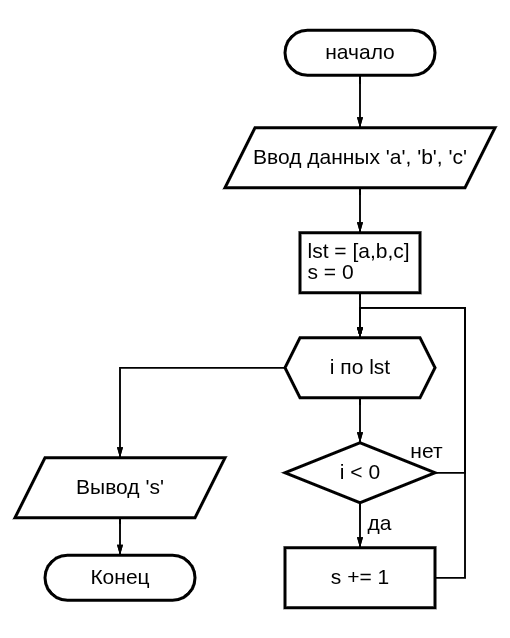 начало
Ввод данных 'a', 'b', 'c'
lst = [a,b,c]
s = 0
i по lst
нет
i < 0
Вывод 's'
да
Конец
s += 1